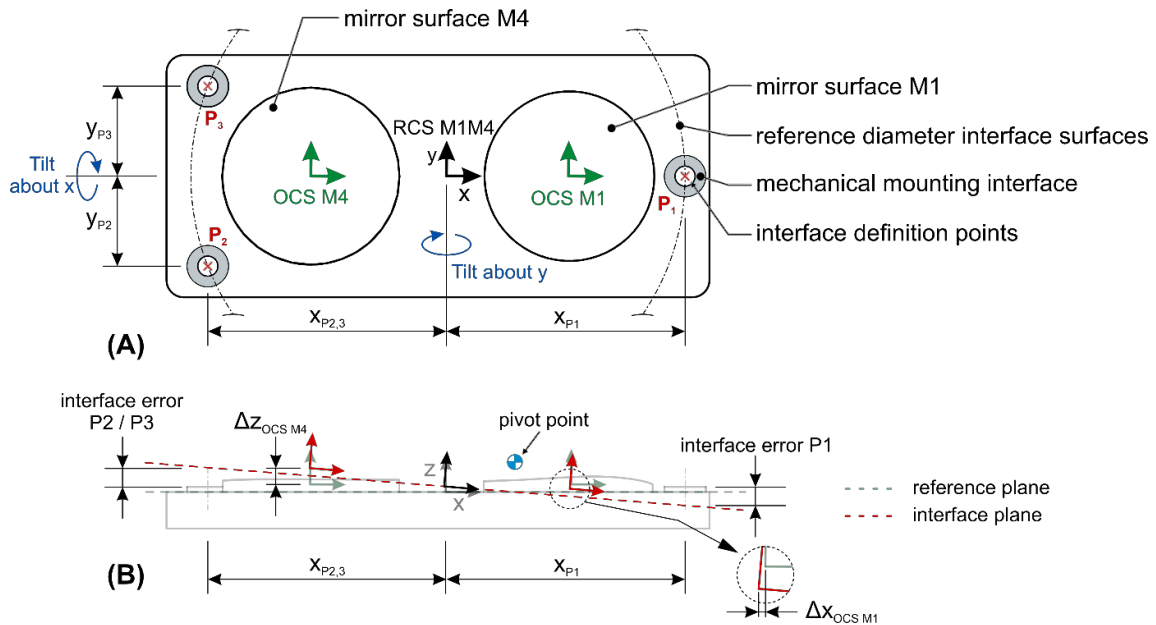 mirror surface M4
mirror surface M1
P3
yP3
RCS M1M4
reference diameter interface surfaces
y
Tilt
about x
x
mechanical mounting interface
OCS M4
OCS M1
P1
yP2
P2
interface definition points
Tilt about y
xP2,3
xP1
(A)
interface error
P2 / P3
ΔzOCS M4
pivot point
interface error P1
z
x
reference plane
interface plane
xP2,3
xP1
(B)
ΔxOCS M1